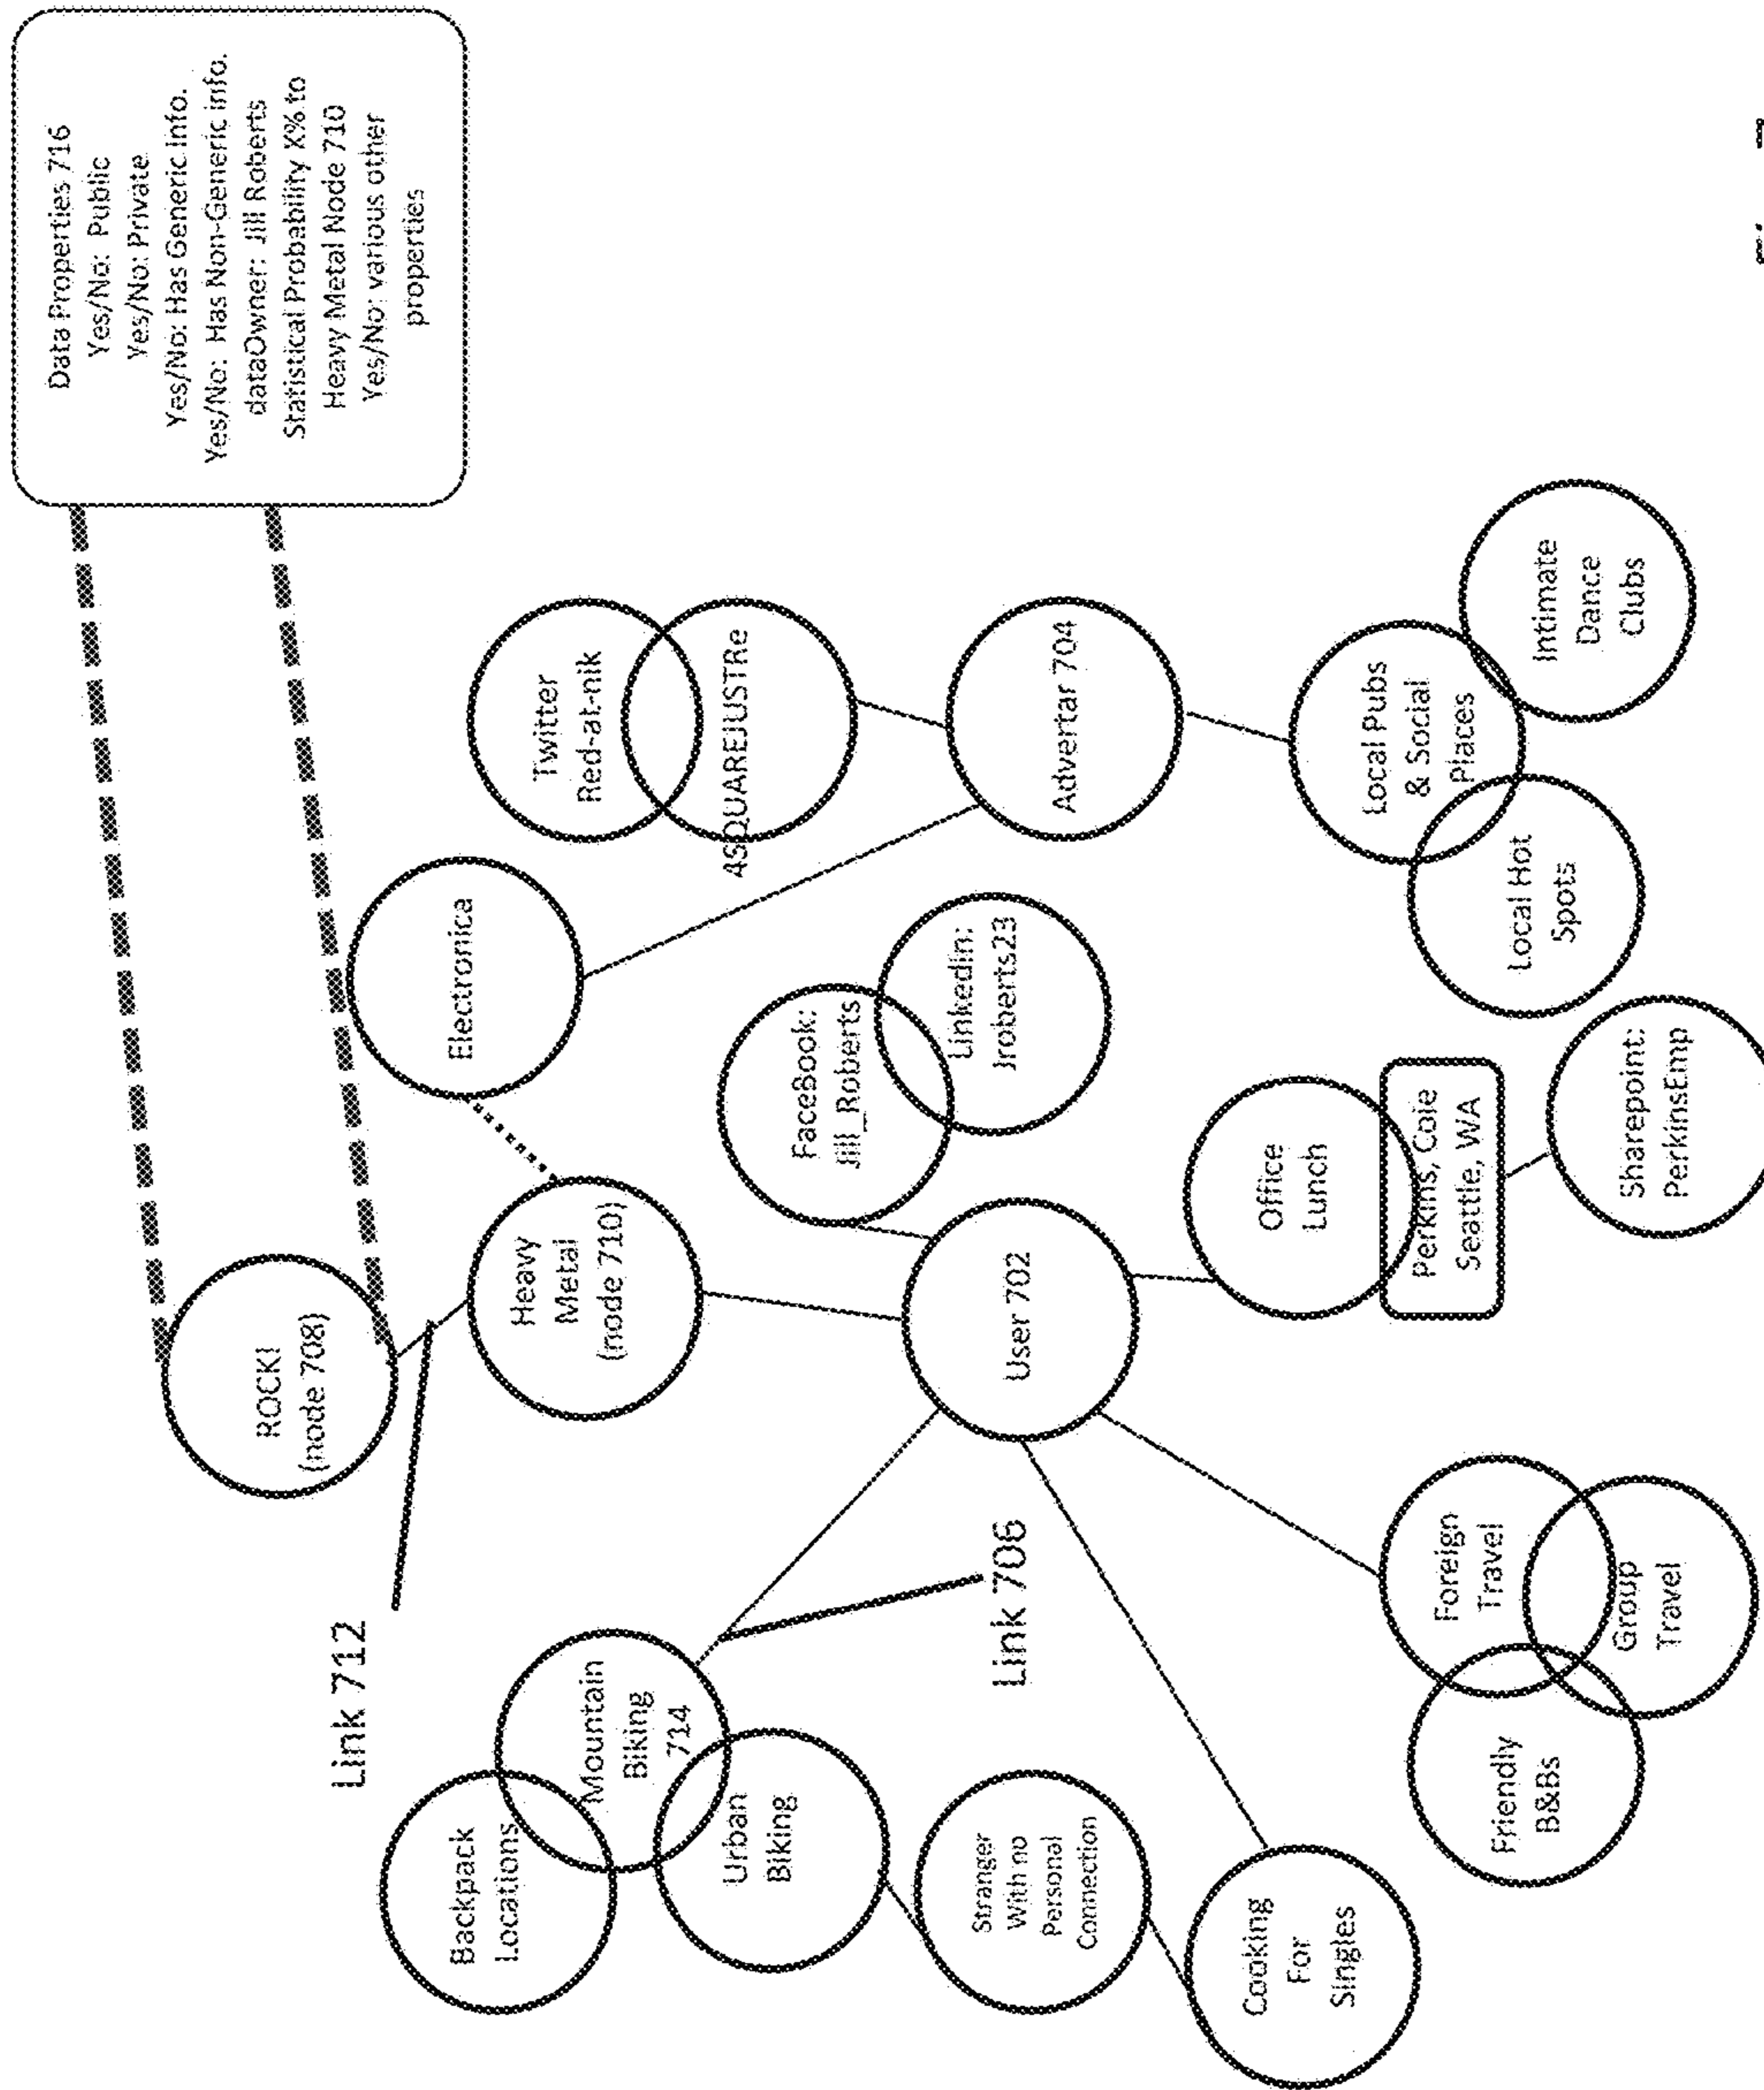 Data Properties 716
Yes/No: Public
Yes/No: Private
Yes/No: Has Generic Info.
Yes/No: Has Non-Generic info.
dataOwner: Jill Roberts
Statistical Probability X% to
Heavy Metal Node 710
Yes/No: various other
properties
ROCK!
(node 708)
Link 712
Heavy
Metal
(node 710)
Electronica
Twitter
Red-at-nik
4SQUAREJUSTRe
Backpack
Locations
Mountain
Biking
714
Urban
Biking
FaceBook:
Jill_Roberts
Linkedin:
Jroberts23
Advertar 704
Link 706
User 702
Stranger
With no
Personal
Connection
Cooking
For
Singles
Office
Lunch
Perkins, Coie
Seattle, WA
Sharepoint:
PerkinsEmp
Local Pubs
& Social
Places
Local Hot
Spots
Intimate
Dance
Clubs
Foreign
Travel
Friendly
B&Bs
Group
Travel